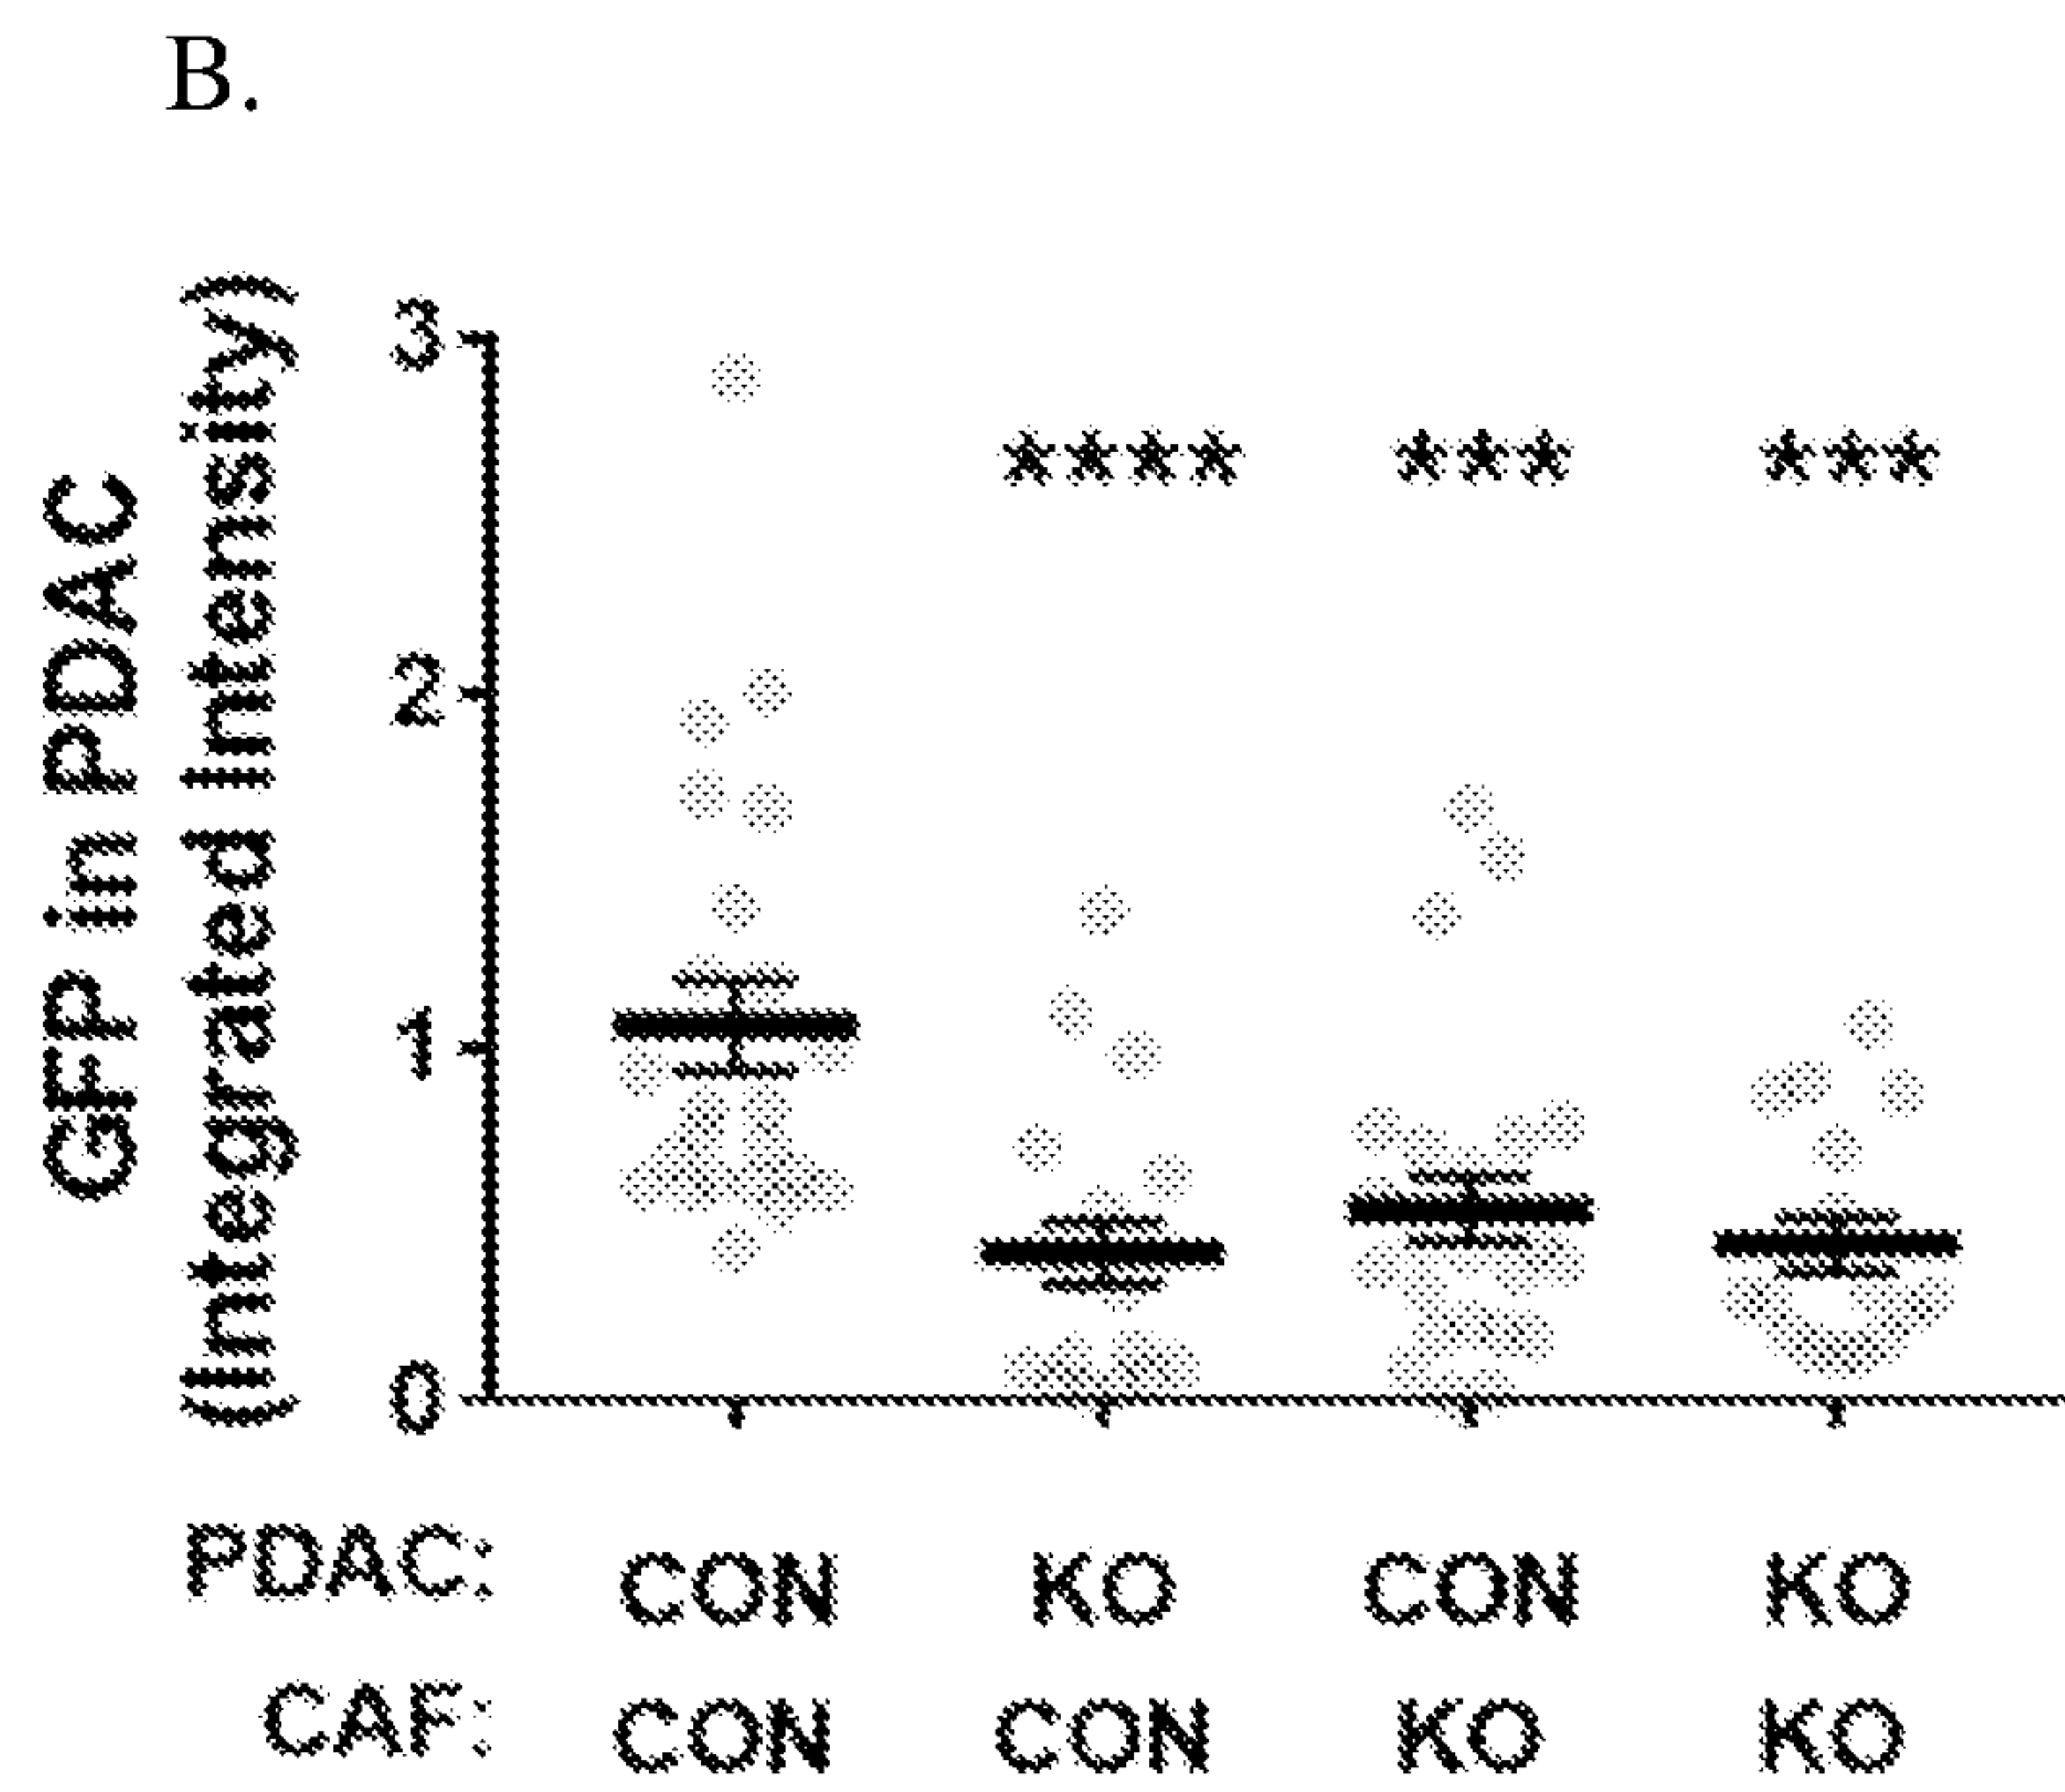 B.
GFP in PDAC
(Integrated Intensity)
3
2
1
0
**** *** ***
PDAC: CON KO CON KO
CAF: CON CON KO KO